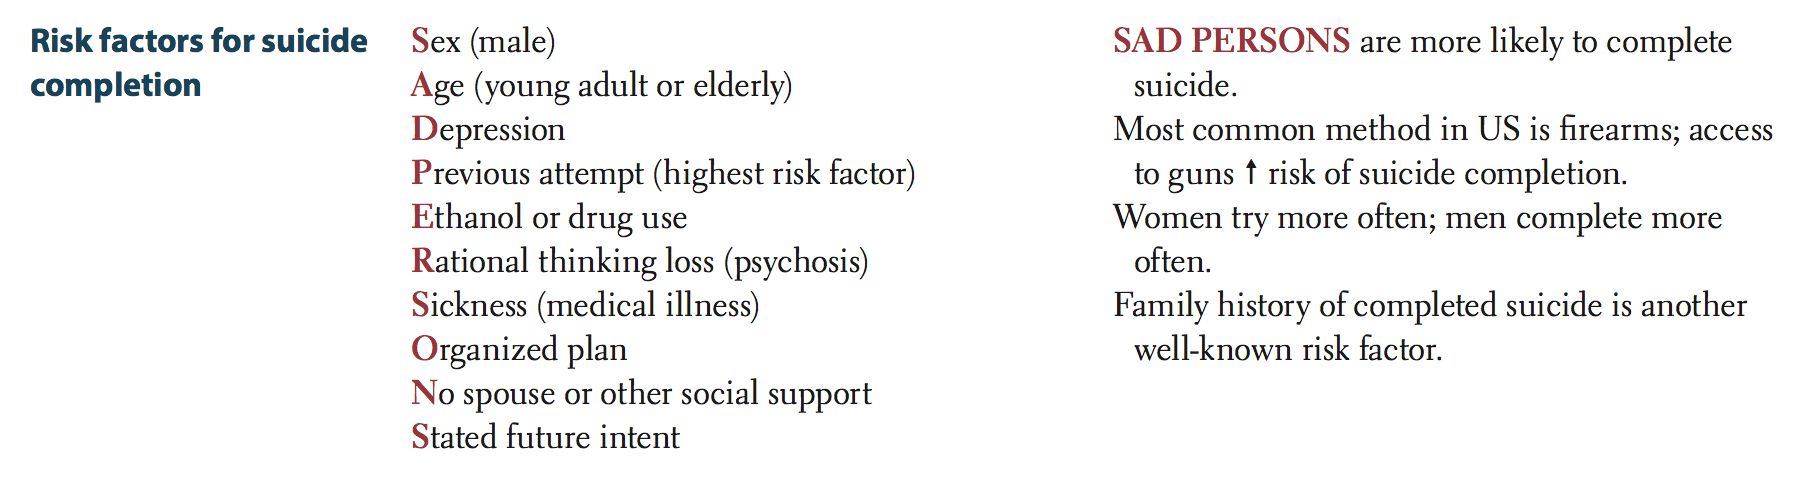 Risk factors for suicide
completion
Sex (male)
Age (young adult or elderly)
Depression
Previous attempt (highest risk factor)
Ethanol or drug use
Rational thinking loss (psychosis)
Sickness (medical illness)
Organized plan
No spouse or other social support
Stated future intent
SAD PERSONS are more likely to complete
suicide.
Most common method in US is firearms; access
to guns ↑ risk of suicide completion.
Women try more often; men complete more
often.
Family history of completed suicide is another
well-known risk factor.